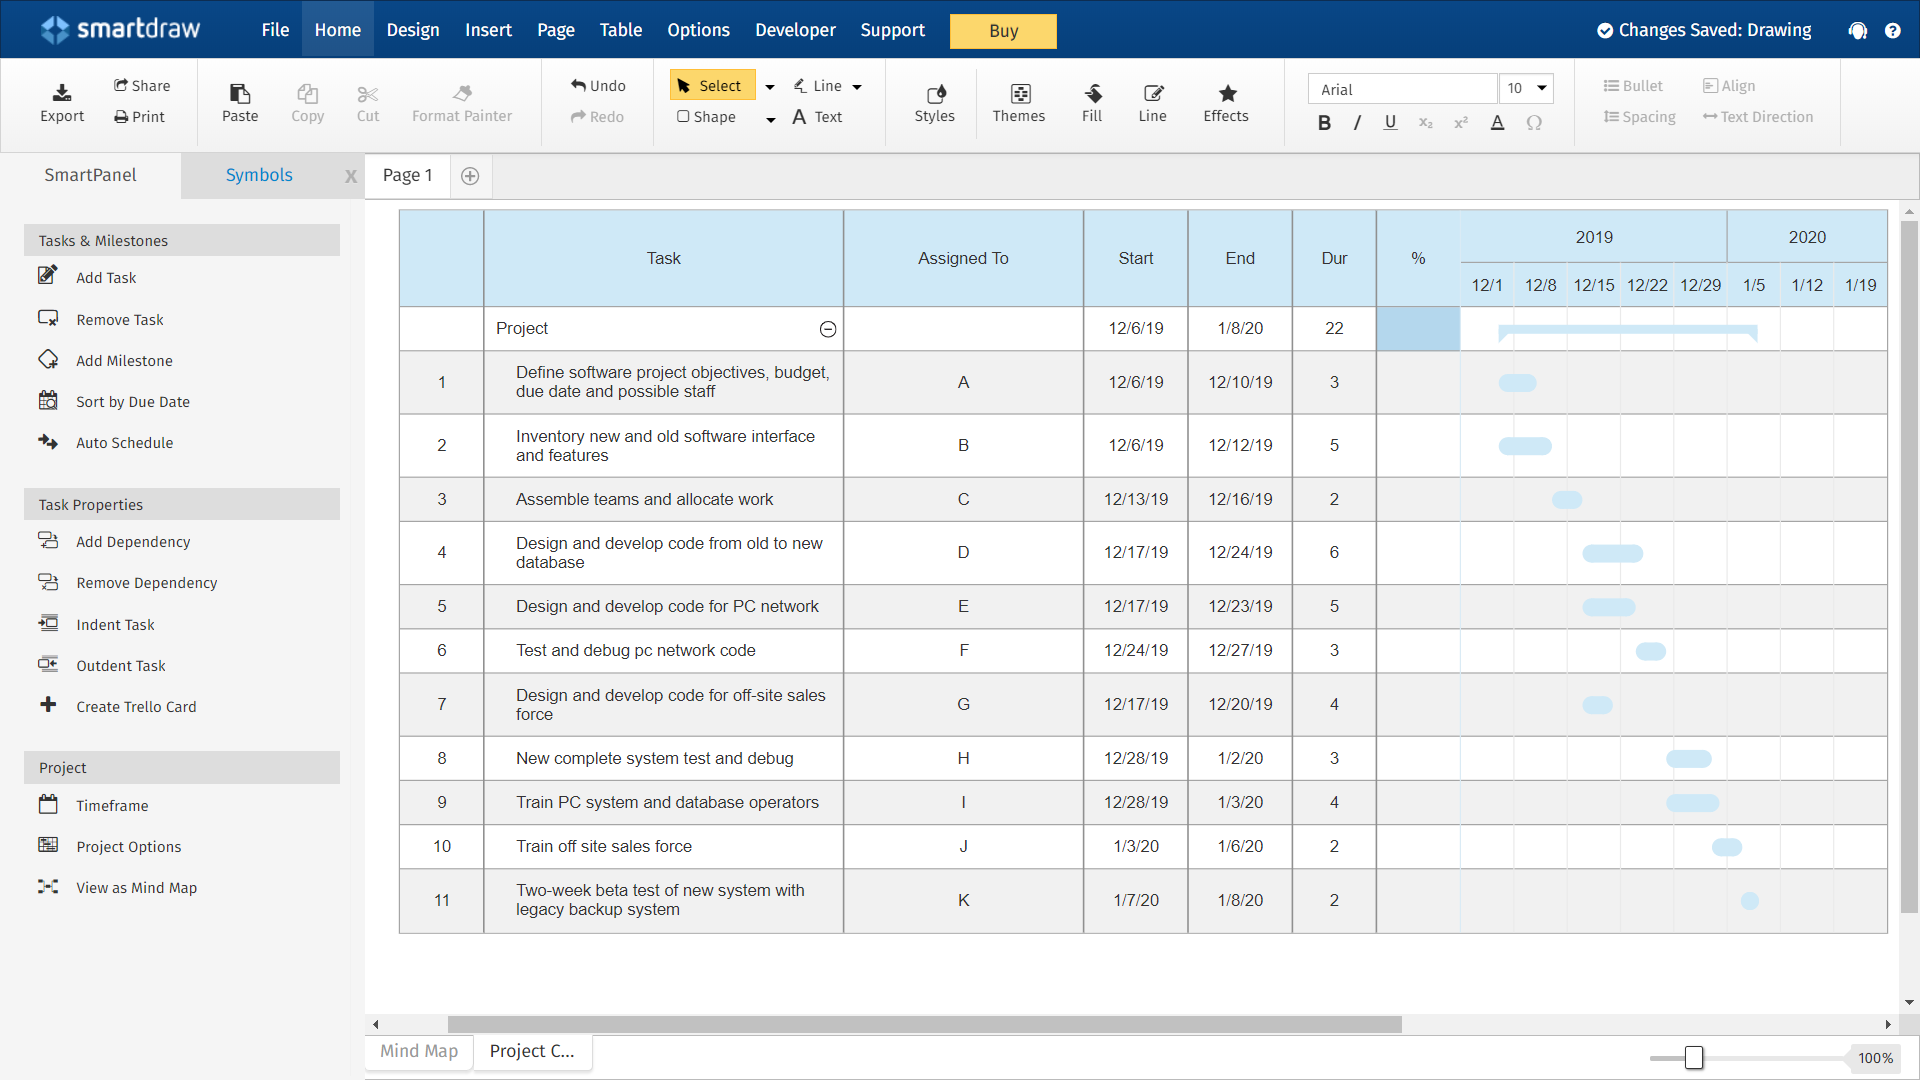 smartdraw
File Home Design Insert Page Table Options Developer Support Buy
Changes Saved: Drawing
Export
Share
Print
Paste
Copy
Cut
Format Painter
Undo
Redo
Select
Line
Shape
A Text
Styles
Themes
Fill
Line
Effects
Arial 10
B I U x₂ x² A Ω
Bullet
Align
Spacing
Text Direction
SmartPanel Symbols X
Page 1
Tasks & Milestones
Add Task
Remove Task
Add Milestone
Sort by Due Date
Auto Schedule
Task Properties
Add Dependency
Remove Dependency
Indent Task
Outdent Task
Create Trello Card
Project
Timeframe
Project Options
View as Mind Map
Task Assigned To Start End Dur %
2019 2020
12/1 12/8 12/15 12/22 12/29 1/5 1/12 1/19
Project 12/6/19 1/8/20 22
1 Define software project objectives, budget,
due date and possible staff A 12/6/19 12/10/19 3
2 Inventory new and old software interface
and features B 12/6/19 12/12/19 5
3 Assemble teams and allocate work C 12/13/19 12/16/19 2
4 Design and develop code from old to new
database D 12/17/19 12/24/19 6
5 Design and develop code for PC network E 12/17/19 12/23/19 5
6 Test and debug pc network code F 12/24/19 12/27/19 3
7 Design and develop code for off-site sales
force G 12/17/19 12/20/19 4
8 New complete system test and debug H 12/28/19 1/2/20 3
9 Train PC system and database operators I 12/28/19 1/3/20 4
10 Train off site sales force J 1/3/20 1/6/20 2
11 Two-week beta test of new system with
legacy backup system K 1/7/20 1/8/20 2
Mind Map Project C...
100%